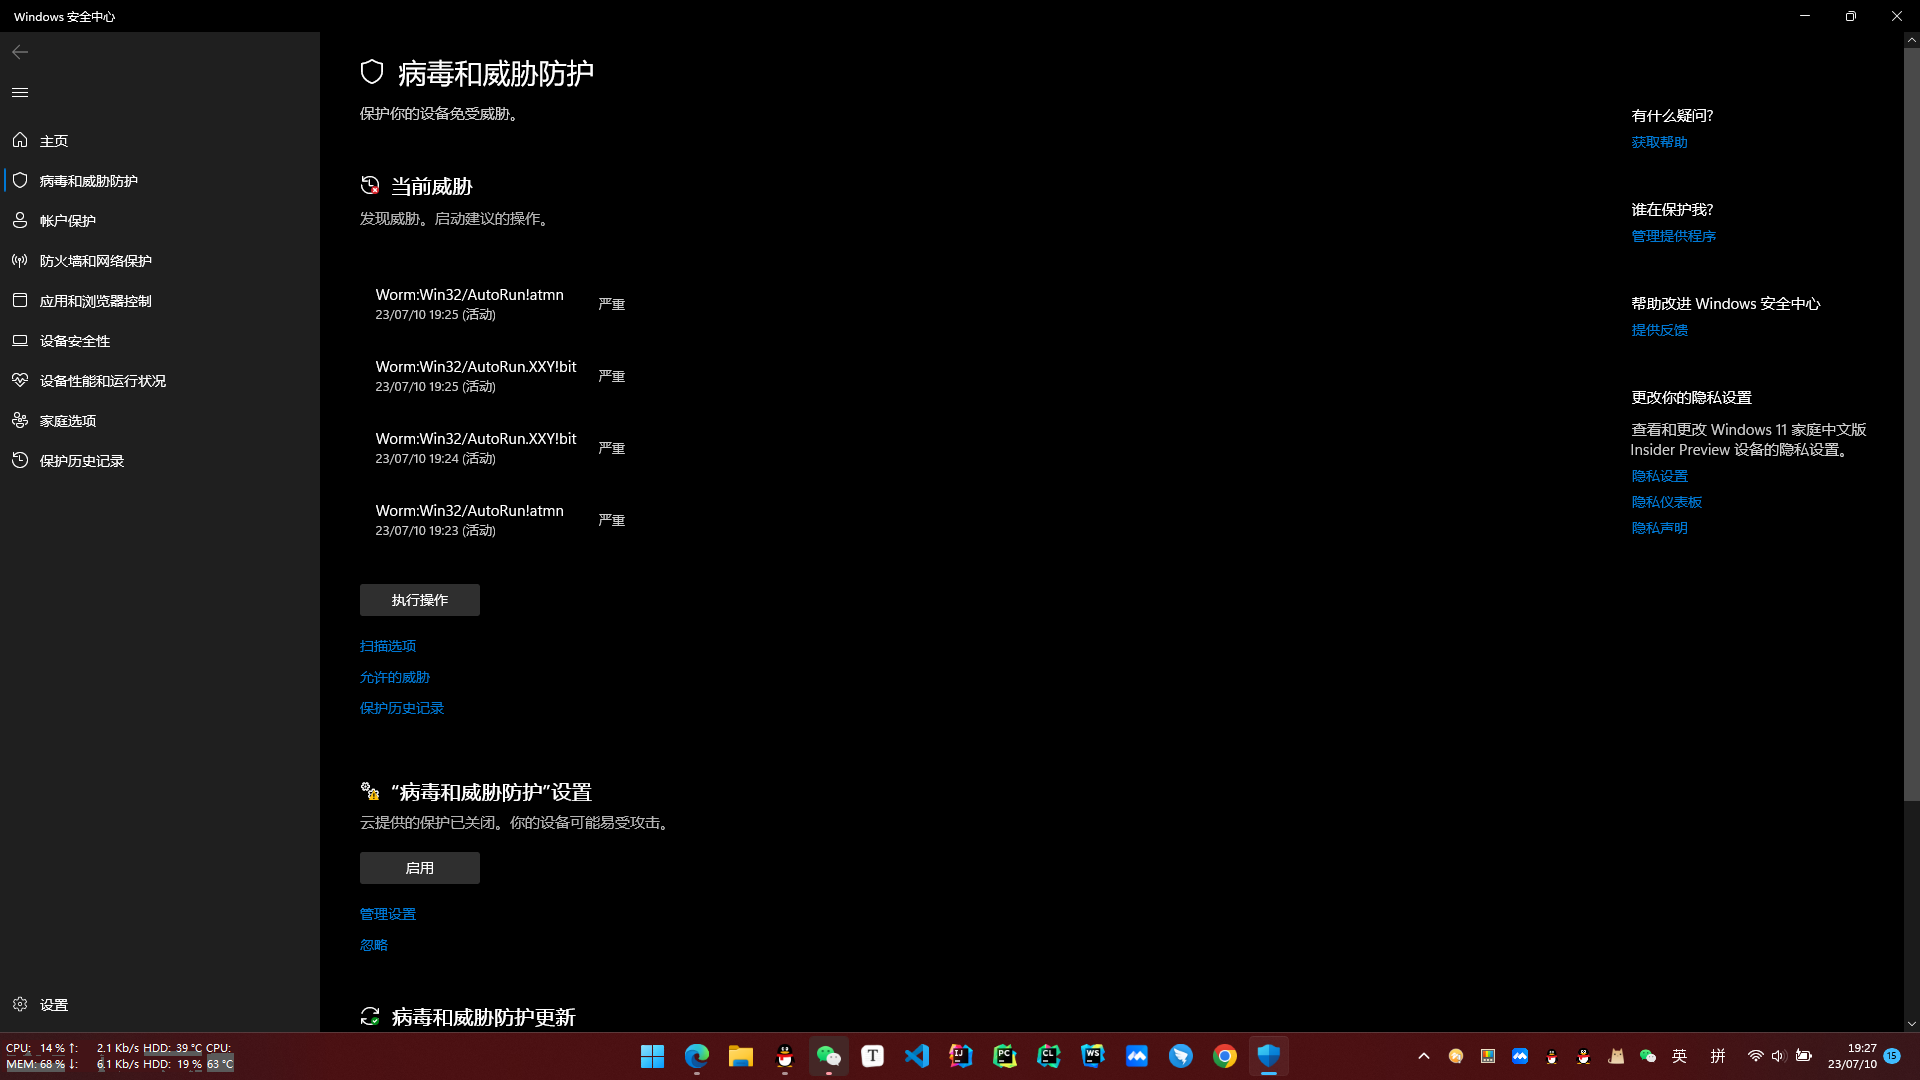 Windows 安全中心
主页
病毒和威胁防护
帐户保护
防火墙和网络保护
应用和浏览器控制
设备安全性
设备性能和运行状况
家庭选项
保护历史记录
设置
病毒和威胁防护
保护你的设备免受威胁。
当前威胁
发现威胁。启动建议的操作。
Worm:Win32/AutoRun!atmn
23/07/10 19:25 (活动)
严重
Worm:Win32/AutoRun.XXY!bit
23/07/10 19:25 (活动)
严重
Worm:Win32/AutoRun.XXY!bit
23/07/10 19:24 (活动)
严重
Worm:Win32/AutoRun!atmn
23/07/10 19:23 (活动)
严重
执行操作
扫描选项
允许的威胁
保护历史记录
“病毒和威胁防护”设置
云提供的保护已关闭。你的设备可能易受攻击。
启用
管理设置
忽略
病毒和威胁防护更新
有什么疑问?
获取帮助
谁在保护我?
管理提供程序
帮助改进 Windows 安全中心
提供反馈
更改你的隐私设置
查看和更改 Windows 11 家庭中文版
Insider Preview 设备的隐私设置。
隐私设置
隐私仪表板
隐私声明
CPU: 14 % ↑: 2.1 Kb/s HDD: 39 °C CPU:
MEM: 68 % ↓: 6.1 Kb/s HDD: 19 % 63 °C
T
IJ
PC
CL
WS
英
拼
19:27
23/07/10
15